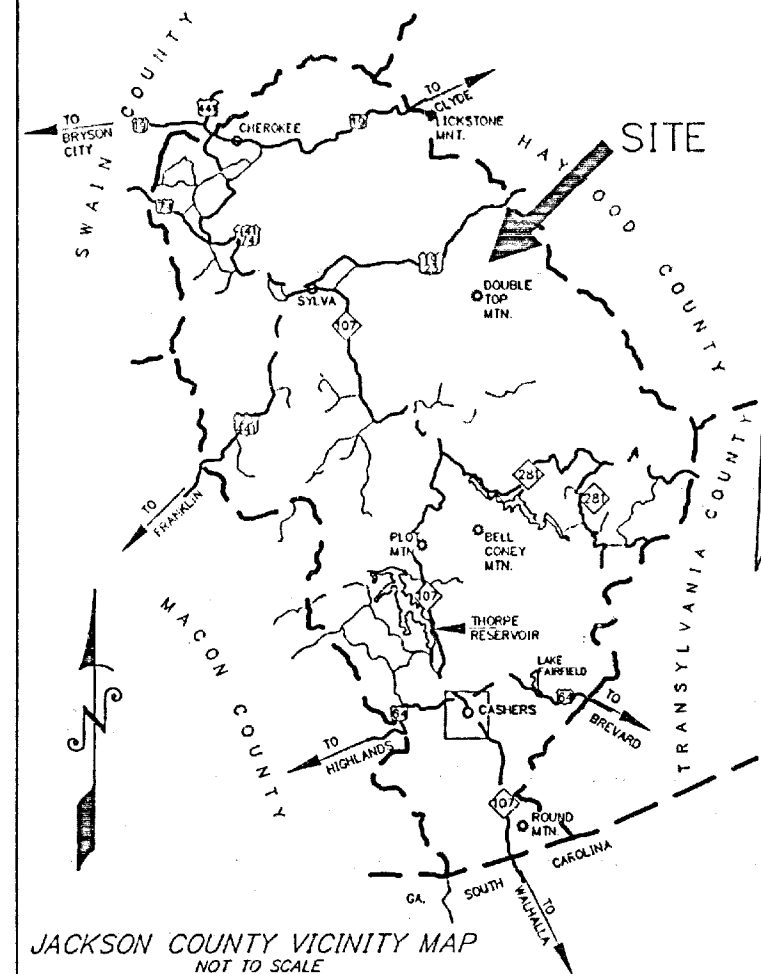 SWAIN COUNTY
TO
BRYSON
CITY
19
441
CHEROKEE
19
TO
CLYDE
LICKSTONE
MNT.
SITE
HAYWOOD COUNTY
441
74
SYLVA
107
DOUBLE
TOP
MTN.
TO
FRANKLIN
281
281
PLOT
MTN
BELL
CONEY
MTN.
MACON COUNTY
107
THORPE
RESERVOIR
TRANSYLVANIA COUNTY
LAKE
FAIRFIELD
64
TO
BREVARD
64
CASHERS
TO
HIGHLANDS
N
107
ROUND
MTN.
GA.
SOUTH
CAROLINA
TO
WALHALLA
JACKSON COUNTY VICINITY MAP
NOT TO SCALE